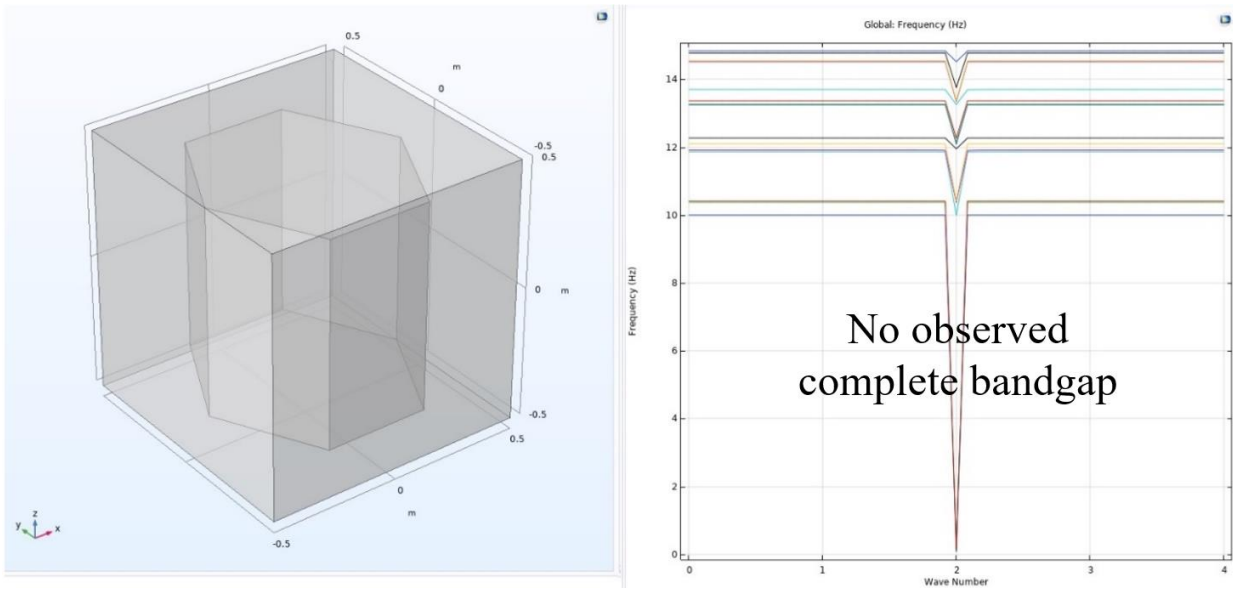 0.5
m
0
-0.5
0.5
0
m
-0.5
0.5
0
m
-0.5
y
z
x
Global: Frequency (Hz)
Frequency (Hz)
14
12
10
8
6
4
2
0
No observed
complete bandgap
0
1
2
3
4
Wave Number